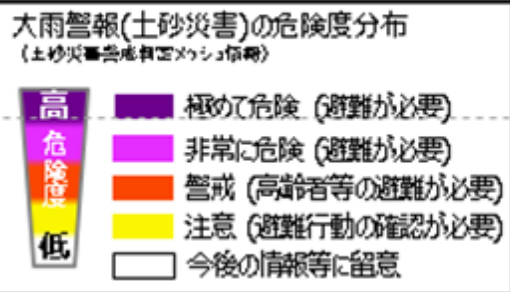 大雨警報(土砂災害)の危険度分布
(土砂災害警戒判定メッシュ情報)
高
危険度
低
極めて危険 (避難が必要)
非常に危険 (避難が必要)
警戒 (高齢者等の避難が必要)
注意 (避難行動の確認が必要)
今後の情報等に留意